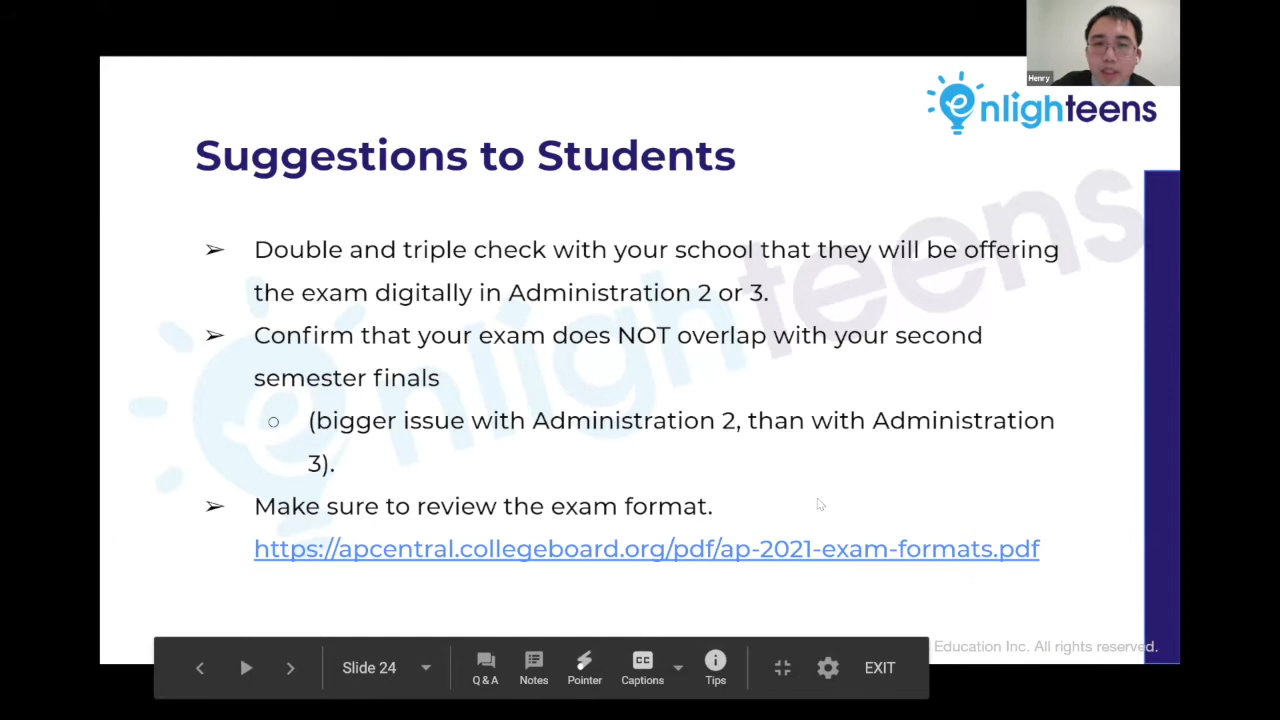 Henry
enlighteens
Suggestions to Students
➢ Double and triple check with your school that they will be offering
the exam digitally in Administration 2 or 3.
➢ Confirm that your exam does NOT overlap with your second
semester finals
○ (bigger issue with Administration 2, than with Administration
3).
➢ Make sure to review the exam format.
https://apcentral.collegeboard.org/pdf/ap-2021-exam-formats.pdf
enlighteens
Education Inc. All rights reserved.
Slide 24
Q & A
Notes
Pointer
CC
Captions
Tips
EXIT